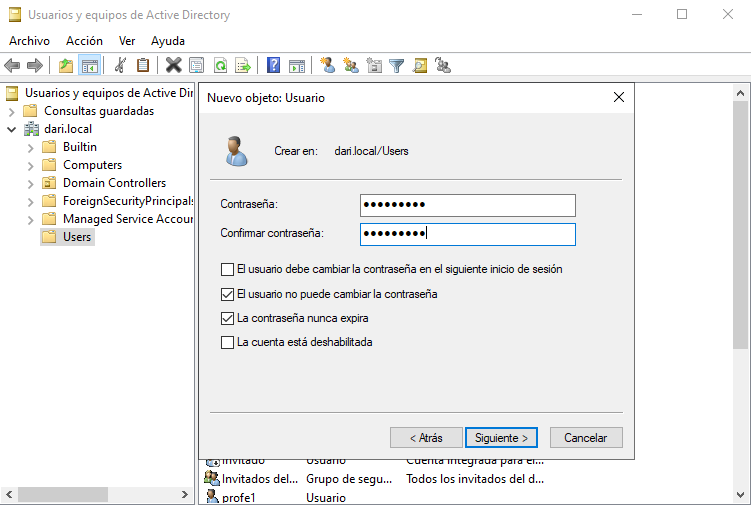 Usuarios y equipos de Active Directory
Archivo Acción Ver Ayuda
Usuarios y equipos de Active Dir
Consultas guardadas
dari.local
Builtin
Computers
Domain Controllers
ForeignSecurityPrincipals
Managed Service Accour
Users
Nuevo objeto: Usuario
Crear en: dari.local/Users
Contraseña: •••••••••
Confirmar contraseña: •••••••••
El usuario debe cambiar la contraseña en el siguiente inicio de sesión
El usuario no puede cambiar la contraseña
La contraseña nunca expira
La cuenta está deshabilitada
< Atrás Siguiente > Cancelar
Invitado Usuario Cuenta integrada para el...
Invitados del... Grupo de segu... Todos los invitados del d...
profe1 Usuario